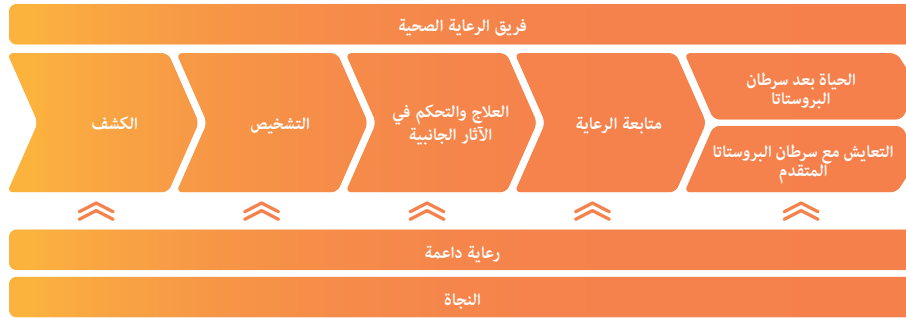 فريق الرعاية الصحية
الكشف
التشخيص
العلاج والتحكم في
الآثار الجانبية
متابعة الرعاية
الحياة بعد سرطان
البروستاتا
التعايش مع سرطان البروستاتا
المتقدم
رعاية داعمة
النجاة